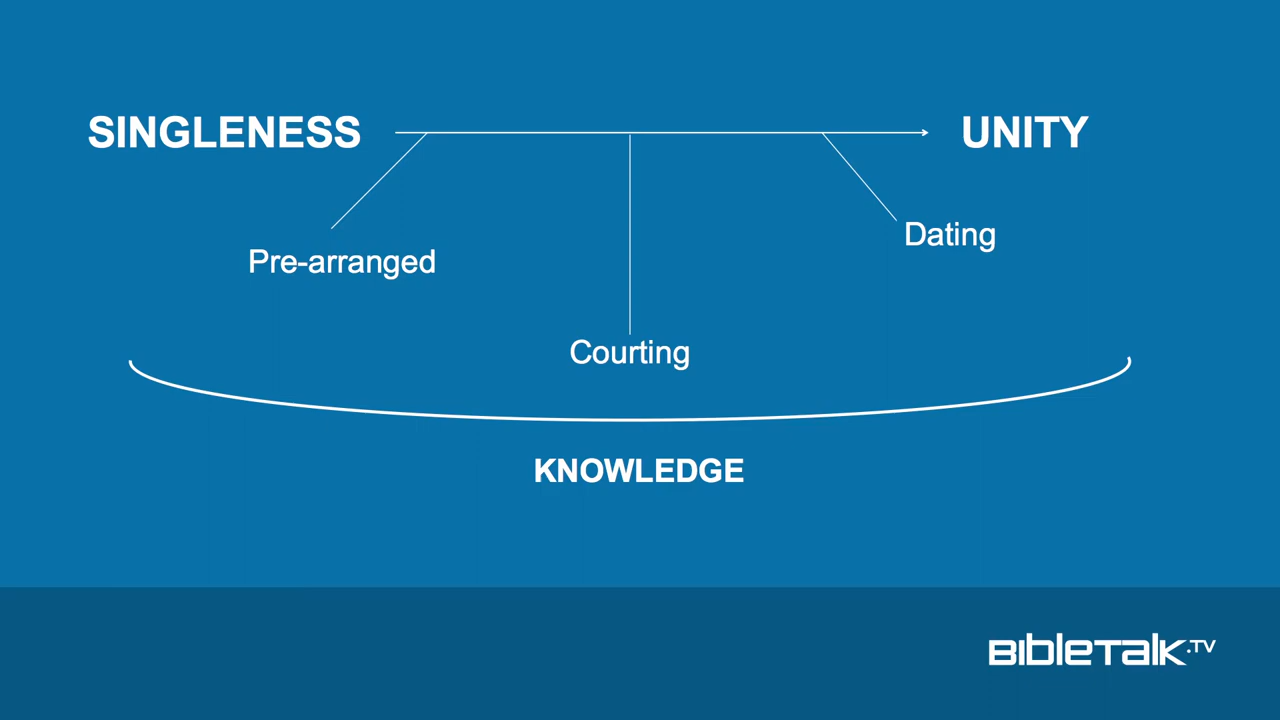 SINGLENESS
UNITY
Pre-arranged
Dating
Courting
KNOWLEDGE
BIBLETALK.TV